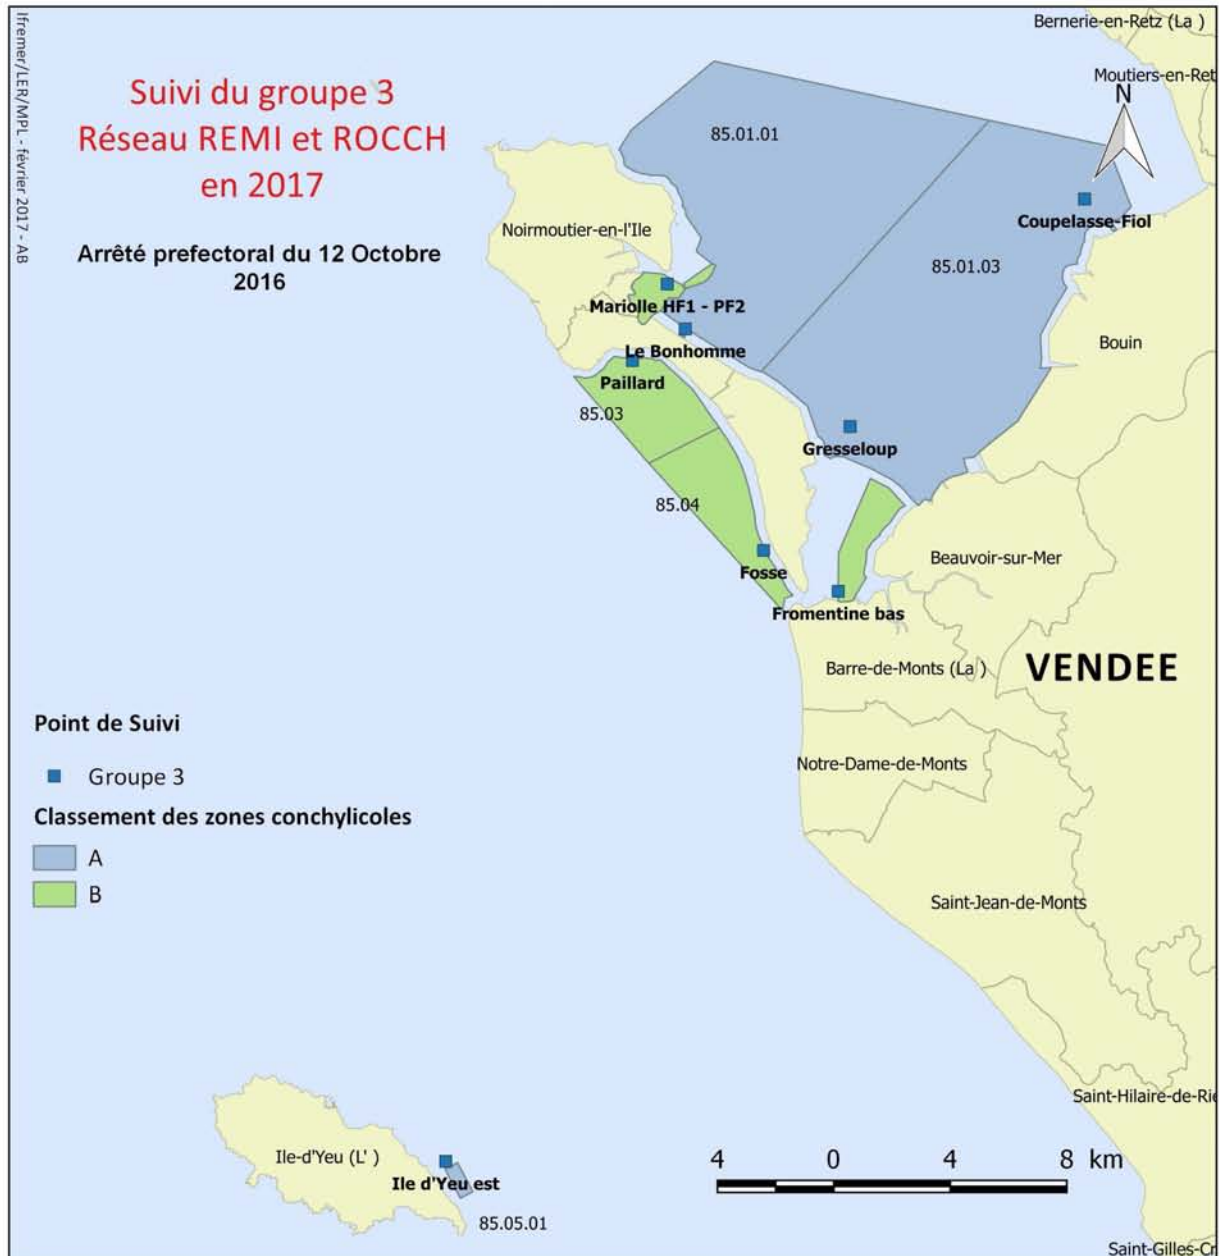 Ifremer/LER/MPL - février 2017 - AB
Suivi du groupe 3
Réseau REMI et ROCCH
en 2017
Arrêté prefectoral du 12 Octobre
2016
Bernerie-en-Retz (La )
Moutiers-en-Ret
N
85.01.01
Coupelasse-Fiol
Noirmoutier-en-l'Ile
85.01.03
Mariolle HF1 - PF2
Bouin
Le Bonhomme
Paillard
85.03
Gresseloup
85.04
Beauvoir-sur-Mer
Fosse
Fromentine bas
Barre-de-Monts (La )
VENDEE
Point de Suivi
Groupe 3
Notre-Dame-de-Monts
Classement des zones conchylicoles
A
B
Saint-Jean-de-Monts
Saint-Hilaire-de-Rie
Ile-d'Yeu (L' )
Ile d'Yeu est
85.05.01
4 0 4 8 km
Saint-Gilles-Cr